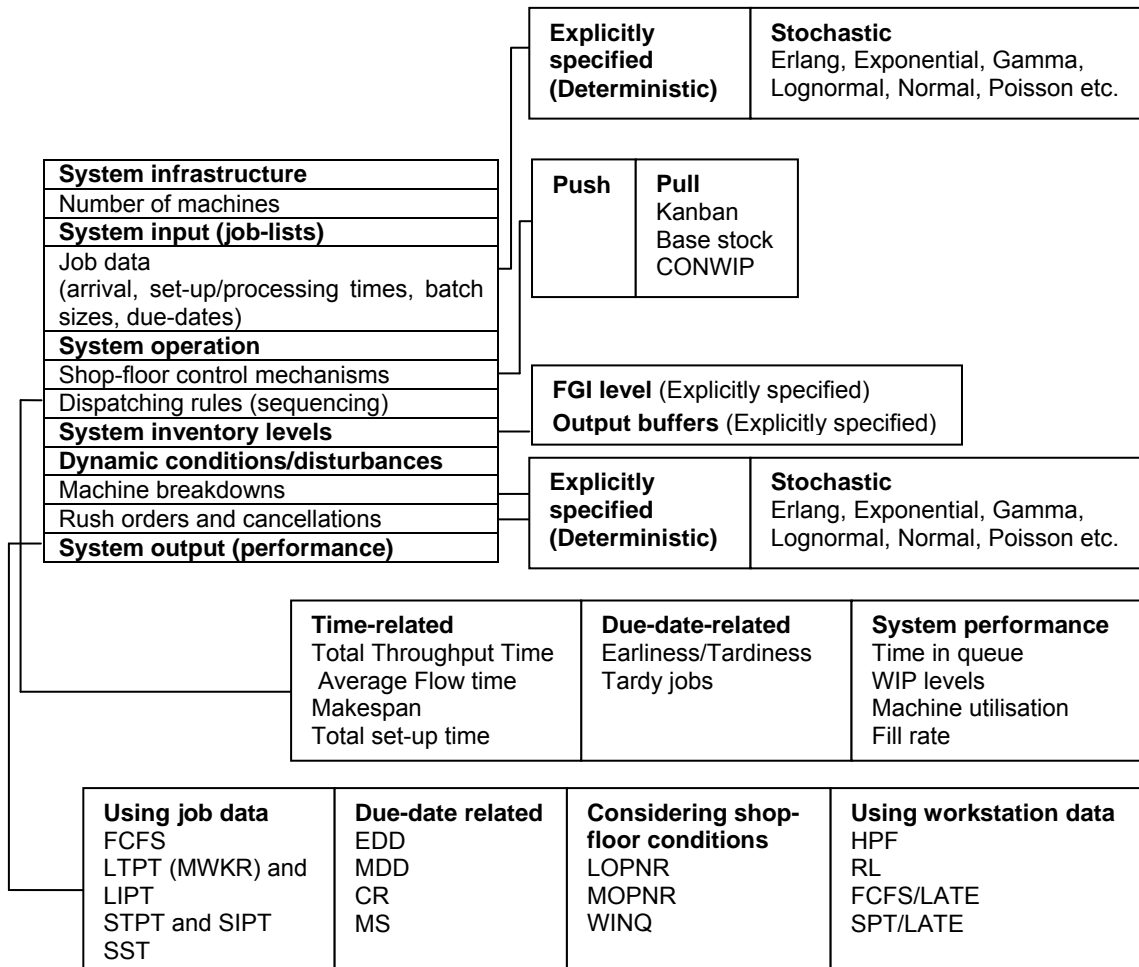 Explicitly
specified
(Deterministic)
Stochastic
Erlang, Exponential, Gamma,
Lognormal, Normal, Poisson etc.
System infrastructure
Number of machines
System input (job-lists)
Job data
(arrival, set-up/processing times, batch
sizes, due-dates)
System operation
Shop-floor control mechanisms
Dispatching rules (sequencing)
System inventory levels
Dynamic conditions/disturbances
Machine breakdowns
Rush orders and cancellations
System output (performance)
Push
Pull
Kanban
Base stock
CONWIP
FGI level (Explicitly specified)
Output buffers (Explicitly specified)
Explicitly
specified
(Deterministic)
Stochastic
Erlang, Exponential, Gamma,
Lognormal, Normal, Poisson etc.
Time-related
Total Throughput Time
Average Flow time
Makespan
Total set-up time
Due-date-related
Earliness/Tardiness
Tardy jobs
System performance
Time in queue
WIP levels
Machine utilisation
Fill rate
Using job data
FCFS
LTPT (MWKR) and
LIPT
STPT and SIPT
SST
Due-date related
EDD
MDD
CR
MS
Considering shop-
floor conditions
LOPNR
MOPNR
WINQ
Using workstation data
HPF
RL
FCFS/LATE
SPT/LATE